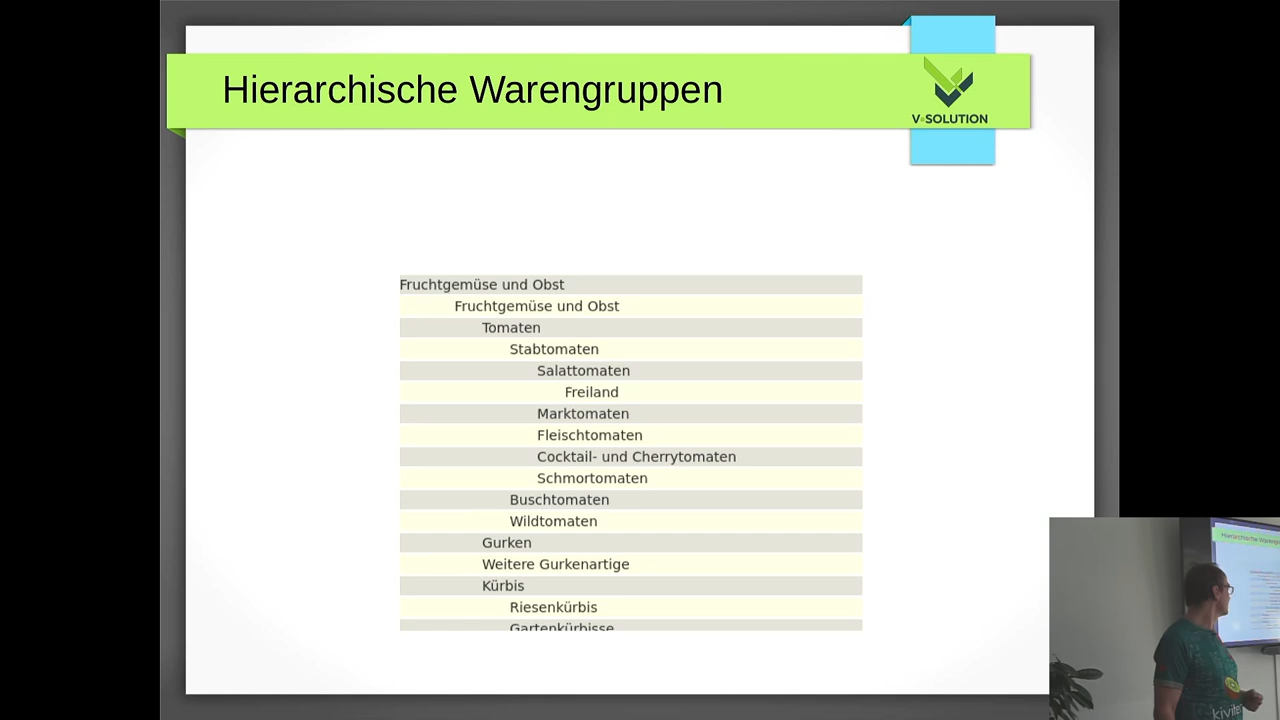 Hierarchische Warengruppen
V-SOLUTION
Fruchtgemüse und Obst
Fruchtgemüse und Obst
Tomaten
Stabtomaten
Salattomaten
Freiland
Marktomaten
Fleischtomaten
Cocktail- und Cherrytomaten
Schmortomaten
Buschtomaten
Wildtomaten
Gurken
Weitere Gurkenartige
Kürbis
Riesenkürbis
Gartenkürbisse